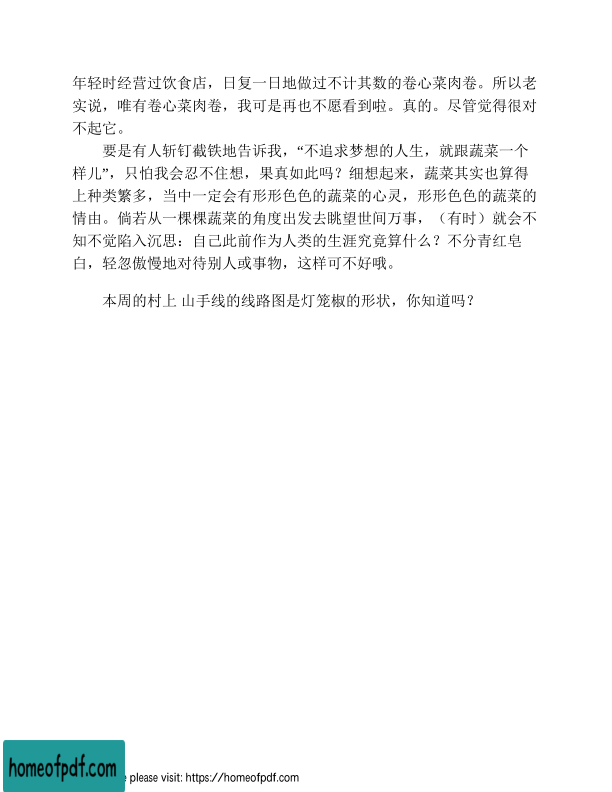 年轻时经营过饮食店，日复一日地做过不计其数的卷心菜肉卷。所以老
实说，唯有卷心菜肉卷，我可是再也不愿看到啦。真的。尽管觉得很对
不起它。
要是有人斩钉截铁地告诉我，“不追求梦想的人生，就跟蔬菜一个
样儿”，只怕我会忍不住想，果真如此吗？细想起来，蔬菜其实也算得
上种类繁多，当中一定会有形形色色的蔬菜的心灵，形形色色的蔬菜的
情由。倘若从一棵棵蔬菜的角度出发去眺望世间万事，（有时）就会不
知不觉陷入沉思：自己此前作为人类的生涯究竟算什么？不分青红皂
白，轻忽傲慢地对待别人或事物，这样可不好哦。
本周的村上 山手线的线路图是灯笼椒的形状，你知道吗？
homeofpdf.com
e please visit: https://homeofpdf.com